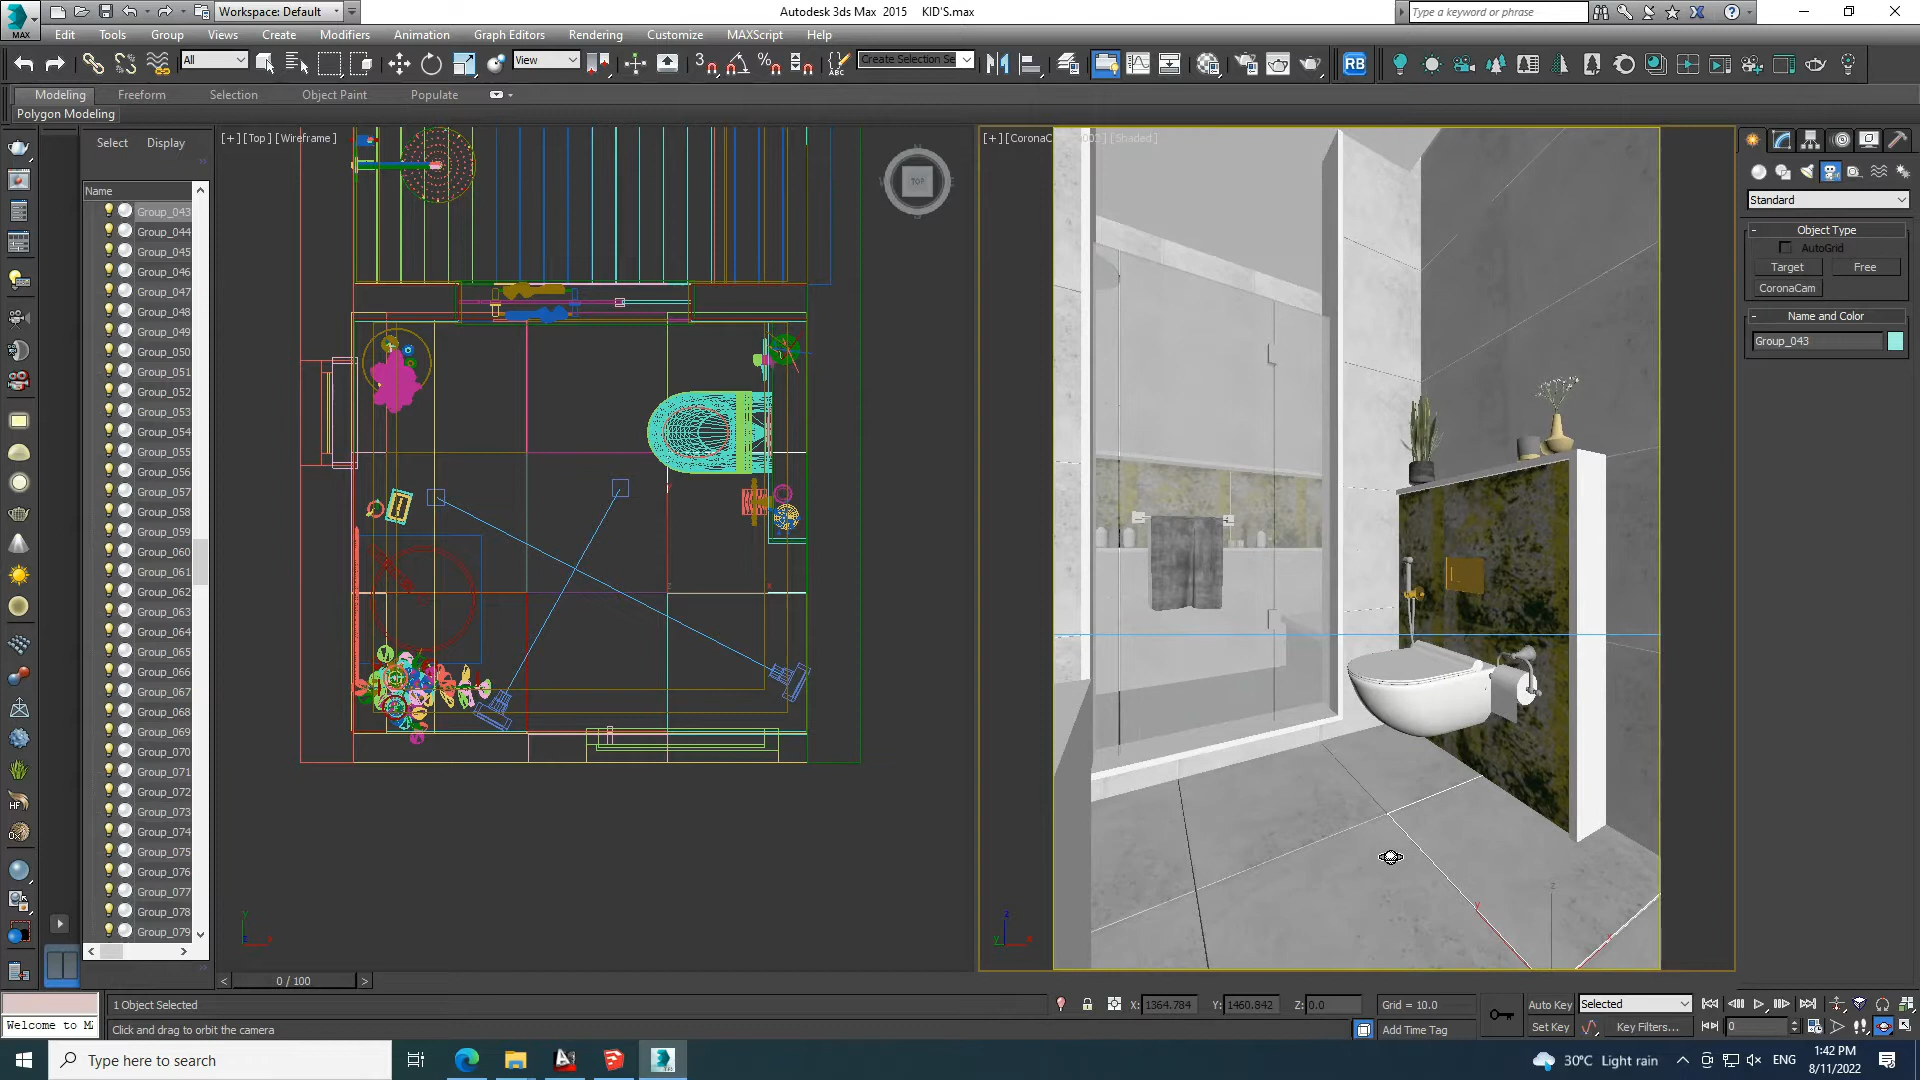 Workspace: Default
Autodesk 3ds Max 2015    KID'S.max
Type a keyword or phrase
MAX
Edit Tools Group Views Create Modifiers Animation Graph Editors Rendering Customize MAXScript Help
All
View
Create Selection Se
RB
Modeling Freeform Selection Object Paint Populate
Polygon Modeling
Select Display
Name
Group_043
Group_044
Group_045
Group_046
Group_047
Group_048
Group_049
Group_050
Group_051
Group_052
Group_053
Group_054
Group_055
Group_056
Group_057
Group_058
Group_059
Group_060
Group_061
Group_062
Group_063
Group_064
Group_065
Group_066
Group_067
Group_068
Group_069
Group_070
Group_071
Group_072
Group_073
Group_074
Group_075
Group_076
Group_077
Group_078
Group_079
[+] [Top] [Wireframe]
TOP
Standard
Object Type
AutoGrid
Target Free
CoronaCam
Name and Color
Group_043
0 / 100
1 Object Selected
X: 1364.784 Y: 1460.842 Z: 0.0 Grid = 10.0
Auto Key Selected
Welcome to M
Click and drag to orbit the camera
Add Time Tag
Set Key Key Filters... 0
Type here to search
30°C Light rain
ENG
1:42 PM
8/11/2022